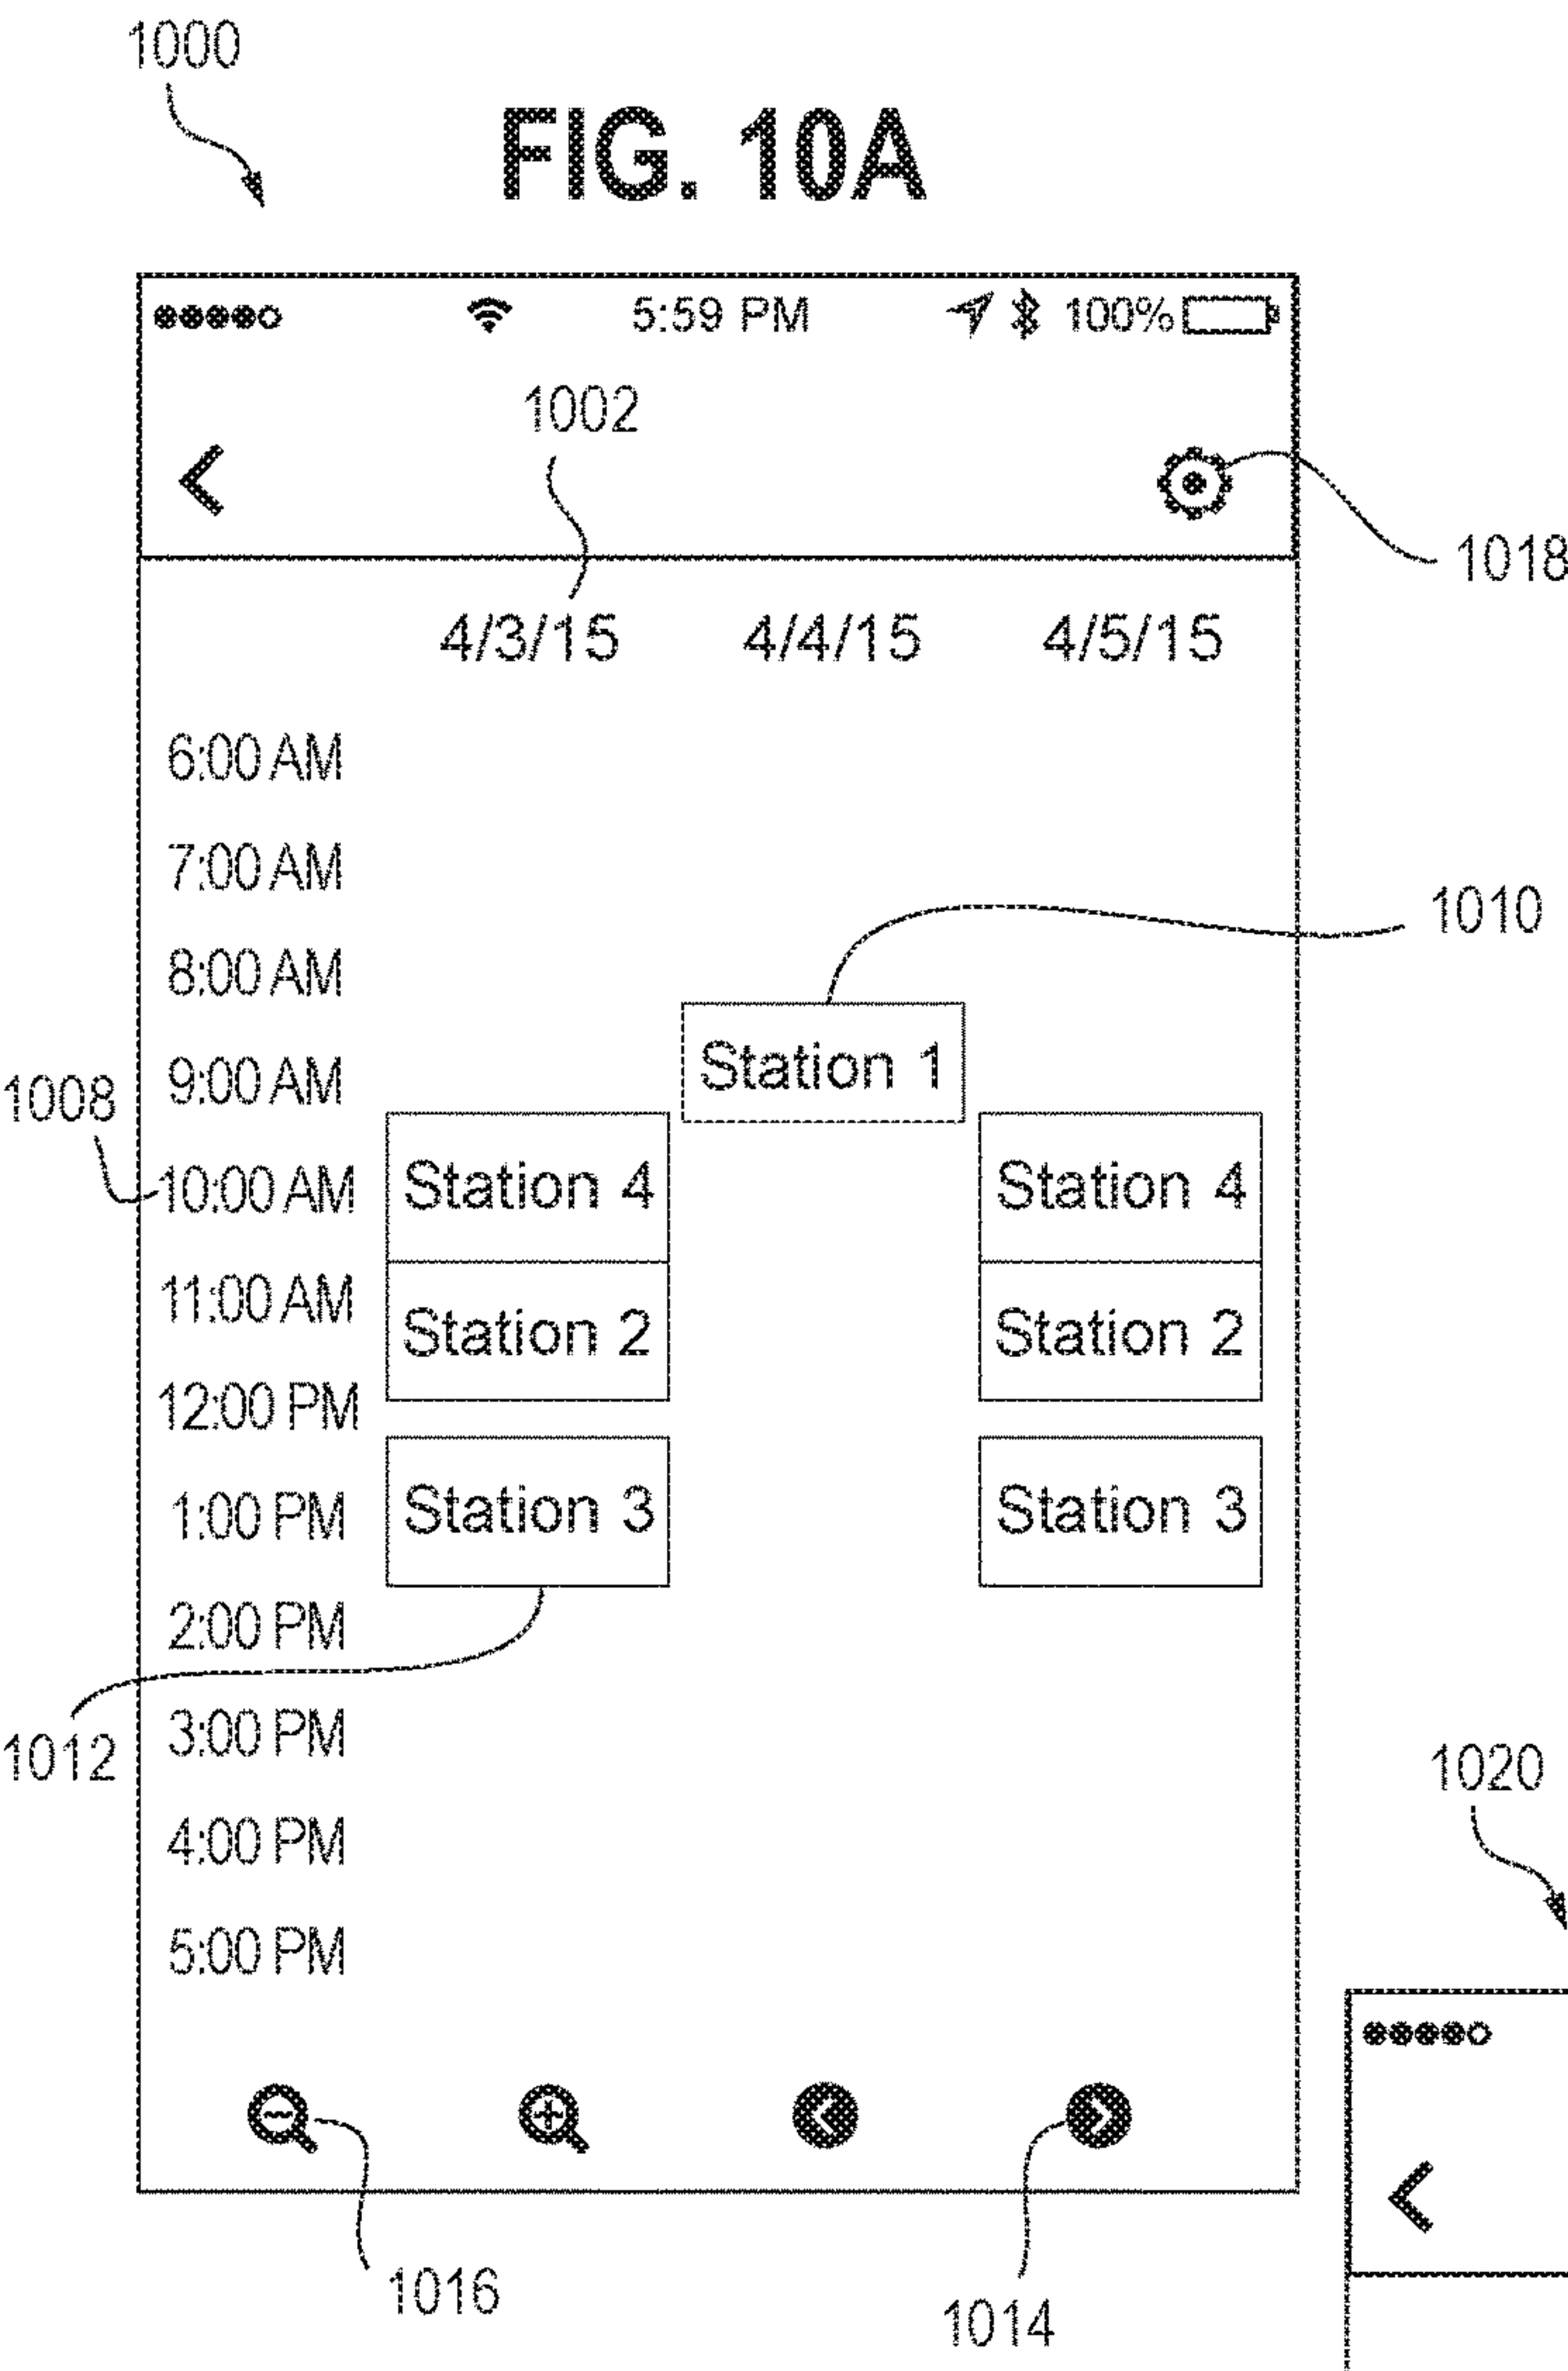 1000
FIG. 10A
5:59 PM 100%
1002
1018
4/3/15 4/4/15 4/5/15
6:00 AM
7:00 AM
1010
8:00 AM
Station 1
1008 9:00 AM
10:00 AM Station 4 Station 4
11:00 AM Station 2 Station 2
12:00 PM
1:00 PM Station 3 Station 3
2:00 PM
3:00 PM
1012
1020
4:00 PM
5:00 PM
1016
1014